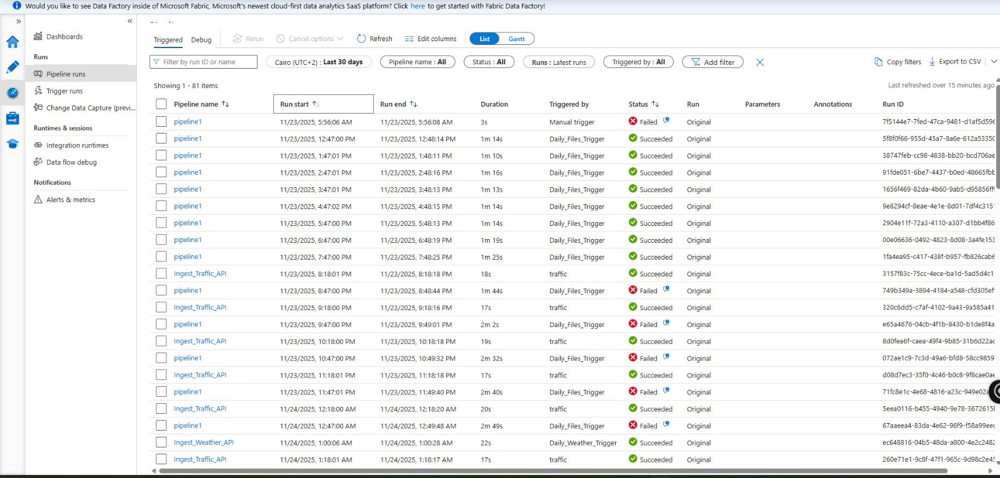 Would you like to see Data Factory inside of Microsoft Fabric, Microsoft's newest cloud-first data analytics SaaS platform? Click here to get started with Fabric Data Factory!
Dashboards
Runs
Pipeline runs
Trigger runs
Change Data Capture (previ...
Runtimes & sessions
Integration runtimes
Data flow debug
Notifications
Alerts & metrics
Triggered Debug Rerun Cancel options Refresh Edit columns List Gantt
Filter by run ID or name Cairo (UTC+2) : Last 30 days Pipeline name : All Status : All Runs : Latest runs Triggered by : All Add filter Copy filters Export to CSV
Showing 1 - 81 items Last refreshed over 15 minutes ago
Pipeline name Run start Run end Duration Triggered by Status Run Parameters Annotations Run ID
pipeline1 11/23/2025, 5:56:06 AM 11/23/2025, 5:56:08 AM 3s Manual trigger Failed Original 7f5144e7-7fed-47ca-9481-d1af5d596
pipeline1 11/23/2025, 12:47:00 PM 11/23/2025, 12:48:14 PM 1m 14s Daily_Files_Trigger Succeeded Original 5f8f0f66-955d-45a7-8a6e-612a53350
pipeline1 11/23/2025, 1:47:01 PM 11/23/2025, 1:48:11 PM 1m 10s Daily_Files_Trigger Succeeded Original 38747feb-cc98-4838-bb20-bcd706ae
pipeline1 11/23/2025, 2:47:01 PM 11/23/2025, 2:48:16 PM 1m 16s Daily_Files_Trigger Succeeded Original 91fde051-6be7-4437-b0ed-48665fbb
pipeline1 11/23/2025, 3:47:01 PM 11/23/2025, 3:48:13 PM 1m 13s Daily_Files_Trigger Succeeded Original 1656f469-82da-4b60-9ab5-d95856fff
pipeline1 11/23/2025, 4:47:02 PM 11/23/2025, 4:48:15 PM 1m 14s Daily_Files_Trigger Succeeded Original 9e8294cf-8eae-4e1e-8d01-7df4c315
pipeline1 11/23/2025, 5:47:00 PM 11/23/2025, 5:48:13 PM 1m 14s Daily_Files_Trigger Succeeded Original 2904e11f-72a3-4110-a307-d1bb4f86
pipeline1 11/23/2025, 6:47:00 PM 11/23/2025, 6:48:19 PM 1m 19s Daily_Files_Trigger Succeeded Original 00e06636-0492-4823-8d08-3a4fe153
pipeline1 11/23/2025, 7:47:00 PM 11/23/2025, 7:48:25 PM 1m 25s Daily_Files_Trigger Succeeded Original 1fa4ea95-c417-438f-b957-fb826cab6
Ingest_Traffic_API 11/23/2025, 8:18:01 PM 11/23/2025, 8:18:18 PM 18s traffic Succeeded Original 3157f83c-75cc-4ece-ba1d-5ad5d4c1
pipeline1 11/23/2025, 8:47:00 PM 11/23/2025, 8:48:44 PM 1m 44s Daily_Files_Trigger Failed Original 749b349a-3894-4184-a548-cfd305ef
Ingest_Traffic_API 11/23/2025, 9:18:00 PM 11/23/2025, 9:18:16 PM 17s traffic Succeeded Original 320c6dd5-c7af-4102-9a43-9a585a41
pipeline1 11/23/2025, 9:47:00 PM 11/23/2025, 9:49:01 PM 2m 2s Daily_Files_Trigger Failed Original e65a4676-04cb-4f1b-8430-b1de8f4a
Ingest_Traffic_API 11/23/2025, 10:18:00 PM 11/23/2025, 10:18:18 PM 19s traffic Succeeded Original 8d0fea6f-caea-49f4-9b85-31b6d22ac
pipeline1 11/23/2025, 10:47:00 PM 11/23/2025, 10:49:32 PM 2m 32s Daily_Files_Trigger Failed Original 072ae1c9-7c3d-49a6-bfd8-58cc9859
Ingest_Traffic_API 11/23/2025, 11:18:01 PM 11/23/2025, 11:18:18 PM 17s traffic Succeeded Original d08d7ec3-35f0-4c46-b0c8-9f8cae0ae
pipeline1 11/23/2025, 11:47:01 PM 11/23/2025, 11:49:40 PM 2m 40s Daily_Files_Trigger Failed Original 71fc8e1c-4e68-4816-a23c-949e02a
Ingest_Traffic_API 11/24/2025, 12:18:00 AM 11/24/2025, 12:18:20 AM 20s traffic Succeeded Original 5eea0116-b455-4940-9e78-3672615
pipeline1 11/24/2025, 12:47:00 AM 11/24/2025, 12:49:48 AM 2m 49s Daily_Files_Trigger Failed Original 67aaeea4-83da-4e62-96f9-f58a99eec
Ingest_Weather_API 11/24/2025, 1:00:06 AM 11/24/2025, 1:00:28 AM 22s Daily_Weather_Trigger Succeeded Original ec648816-04b5-48da-a800-4e2c2482
Ingest_Traffic_API 11/24/2025, 1:18:01 AM 11/24/2025, 1:18:17 AM 17s traffic Succeeded Original 260e71e1-9c8f-47f1-965c-9d98c2e45